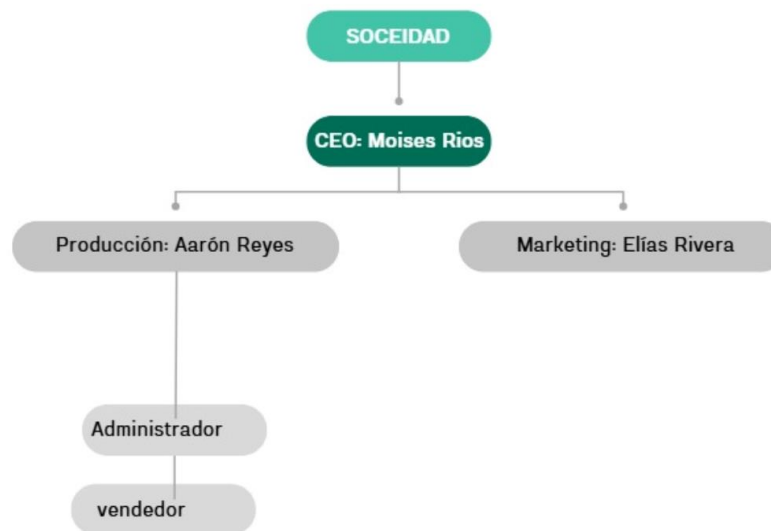 SOCEIDAD
CEO: Moises Rios
Producción: Aarón Reyes
Marketing: Elías Rivera
Administrador
vendedor